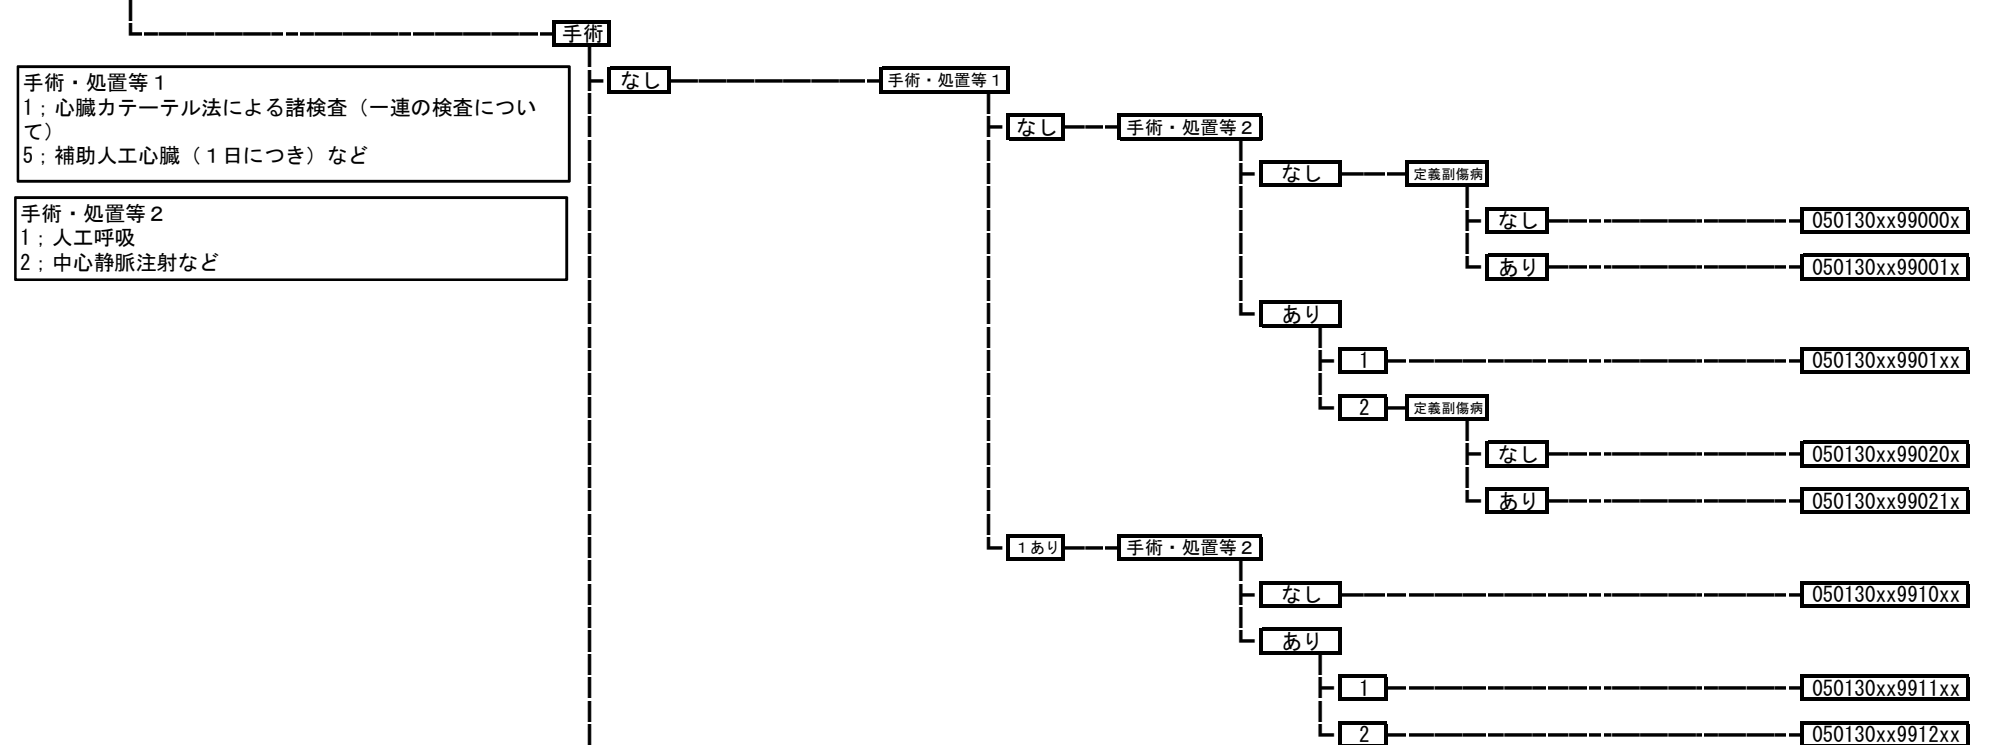 手術
手術・処置等１
1；心臓カテーテル法による諸検査（一連の検査につい
て）
5；補助人工心臓（１日につき）など
手術・処置等２
1；人工呼吸
2；中心静脈注射など
なし
手術・処置等１
なし
手術・処置等２
なし
定義副傷病
なし
050130xx99000x
あり
050130xx99001x
あり
1
050130xx9901xx
2
定義副傷病
なし
050130xx99020x
あり
050130xx99021x
１あり
手術・処置等２
なし
050130xx9910xx
あり
1
050130xx9911xx
2
050130xx9912xx